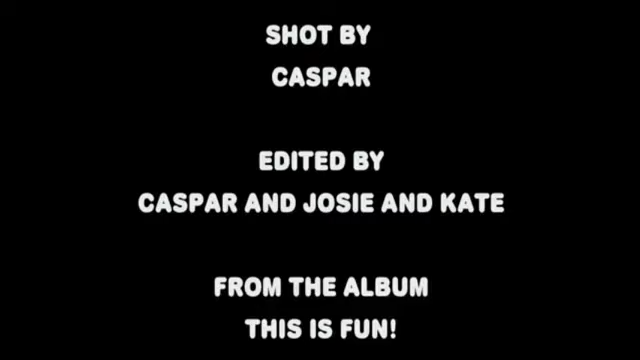 SHOT BY
CASPAR
EDITED BY
CASPAR AND JOSIE AND KATE
FROM THE ALBUM
THIS IS FUN!